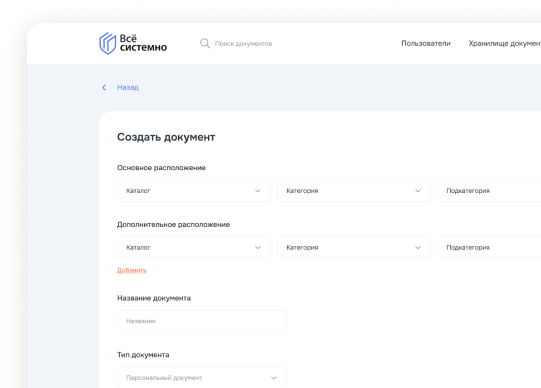 Всё
системно
Поиск документов
Пользователи Хранилище
Назад
Создать документ
Основное расположение
Каталог Категория Подкатегория
Дополнительное расположение
Каталог Категория Подкатегория
Добавить
Название документа
Название
Тип документа
Персональный документ